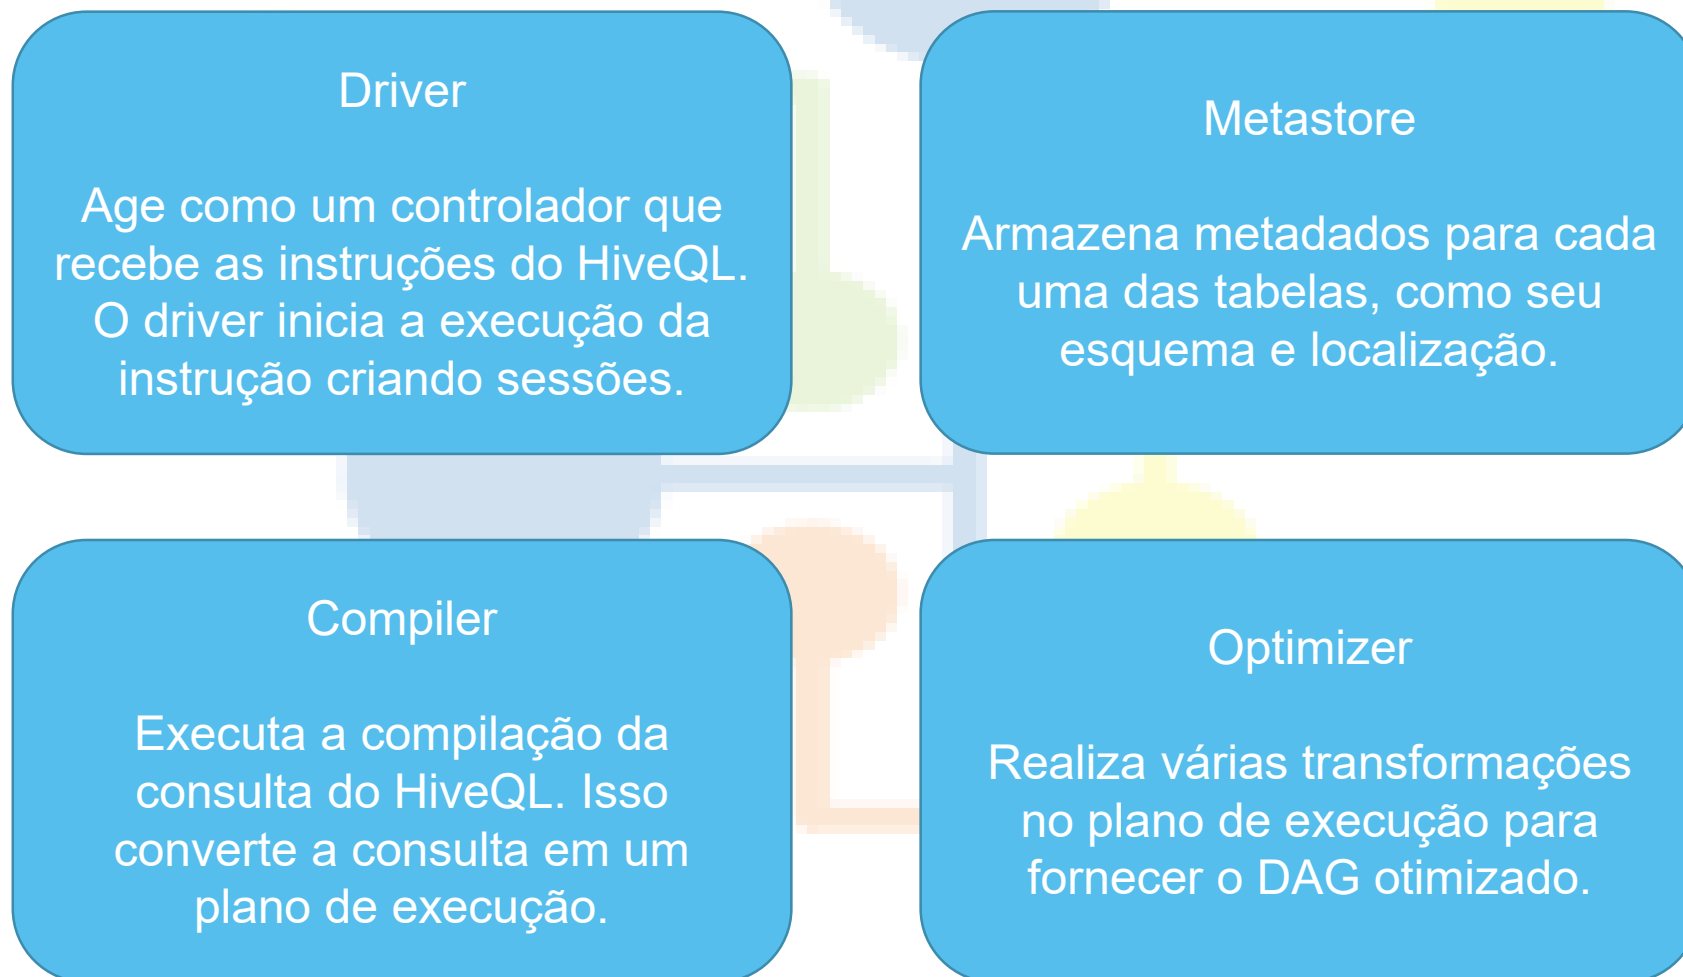 Driver
Age como um controlador que
recebe as instruções do HiveQL.
O driver inicia a execução da
instrução criando sessões.
Metastore
Armazena metadados para cada
uma das tabelas, como seu
esquema e localização.
Compiler
Executa a compilação da
consulta do HiveQL. Isso
converte a consulta em um
plano de execução.
Optimizer
Realiza várias transformações
no plano de execução para
fornecer o DAG otimizado.